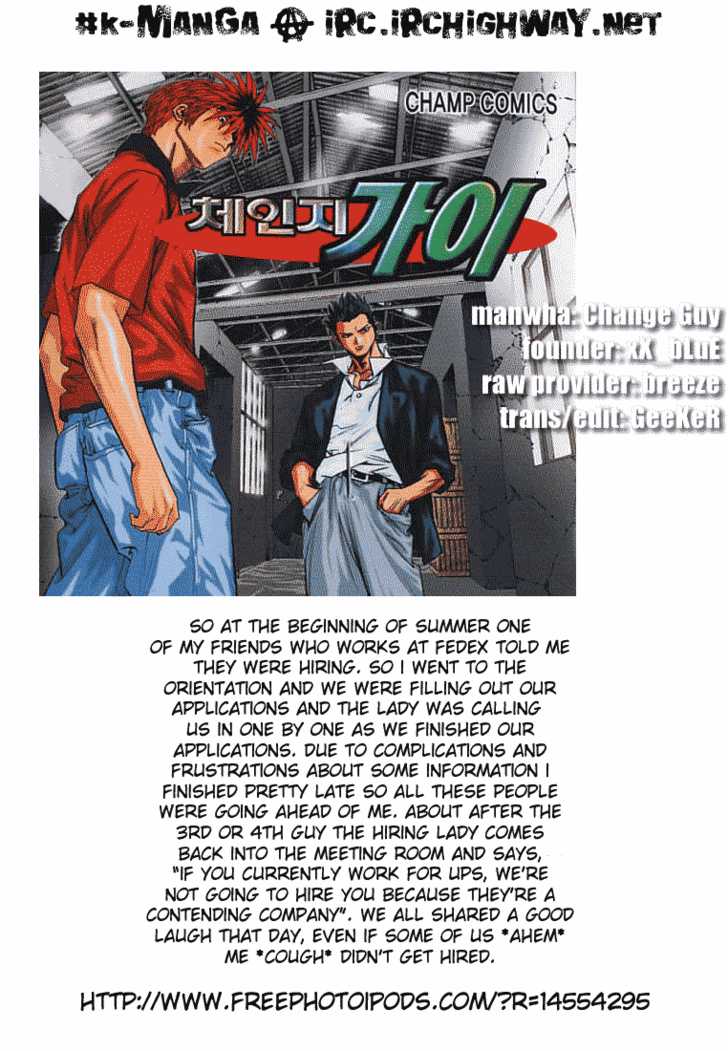 #k-MANGA @ iRC.iRCHiGHWAY.NeT
CHAMP COMICS
체인지 가이
manwha: Change Guy
founder: xX_bLuE
raw provider: breeze
trans/edit: GeeKeR
SO AT THE BEGINNING OF SUMMER ONE
OF MY FRIENDS WHO WORKS AT FEDEX TOLD ME
THEY WERE HIRING. SO I WENT TO THE
ORIENTATION AND WE WERE FILLING OUT OUR
APPLICATIONS AND THE LADY WAS CALLING
US IN ONE BY ONE AS WE FINISHED OUR
APPLICATIONS. DUE TO COMPLICATIONS AND
FRUSTRATIONS ABOUT SOME INFORMATION I
FINISHED PRETTY LATE SO ALL THESE PEOPLE
WERE GOING AHEAD OF ME. ABOUT AFTER THE
3RD OR 4TH GUY THE HIRING LADY COMES
BACK INTO THE MEETING ROOM AND SAYS,
"IF YOU CURRENTLY WORK FOR UPS, WE'RE
NOT GOING TO HIRE YOU BECAUSE THEY'RE A
CONTENDING COMPANY". WE ALL SHARED A GOOD
LAUGH THAT DAY, EVEN IF SOME OF US *AHEM*
ME *COUGH* DIDN'T GET HIRED.
HTTP://WWW.FREEPHOTOIPODS.COM/?R=14554295